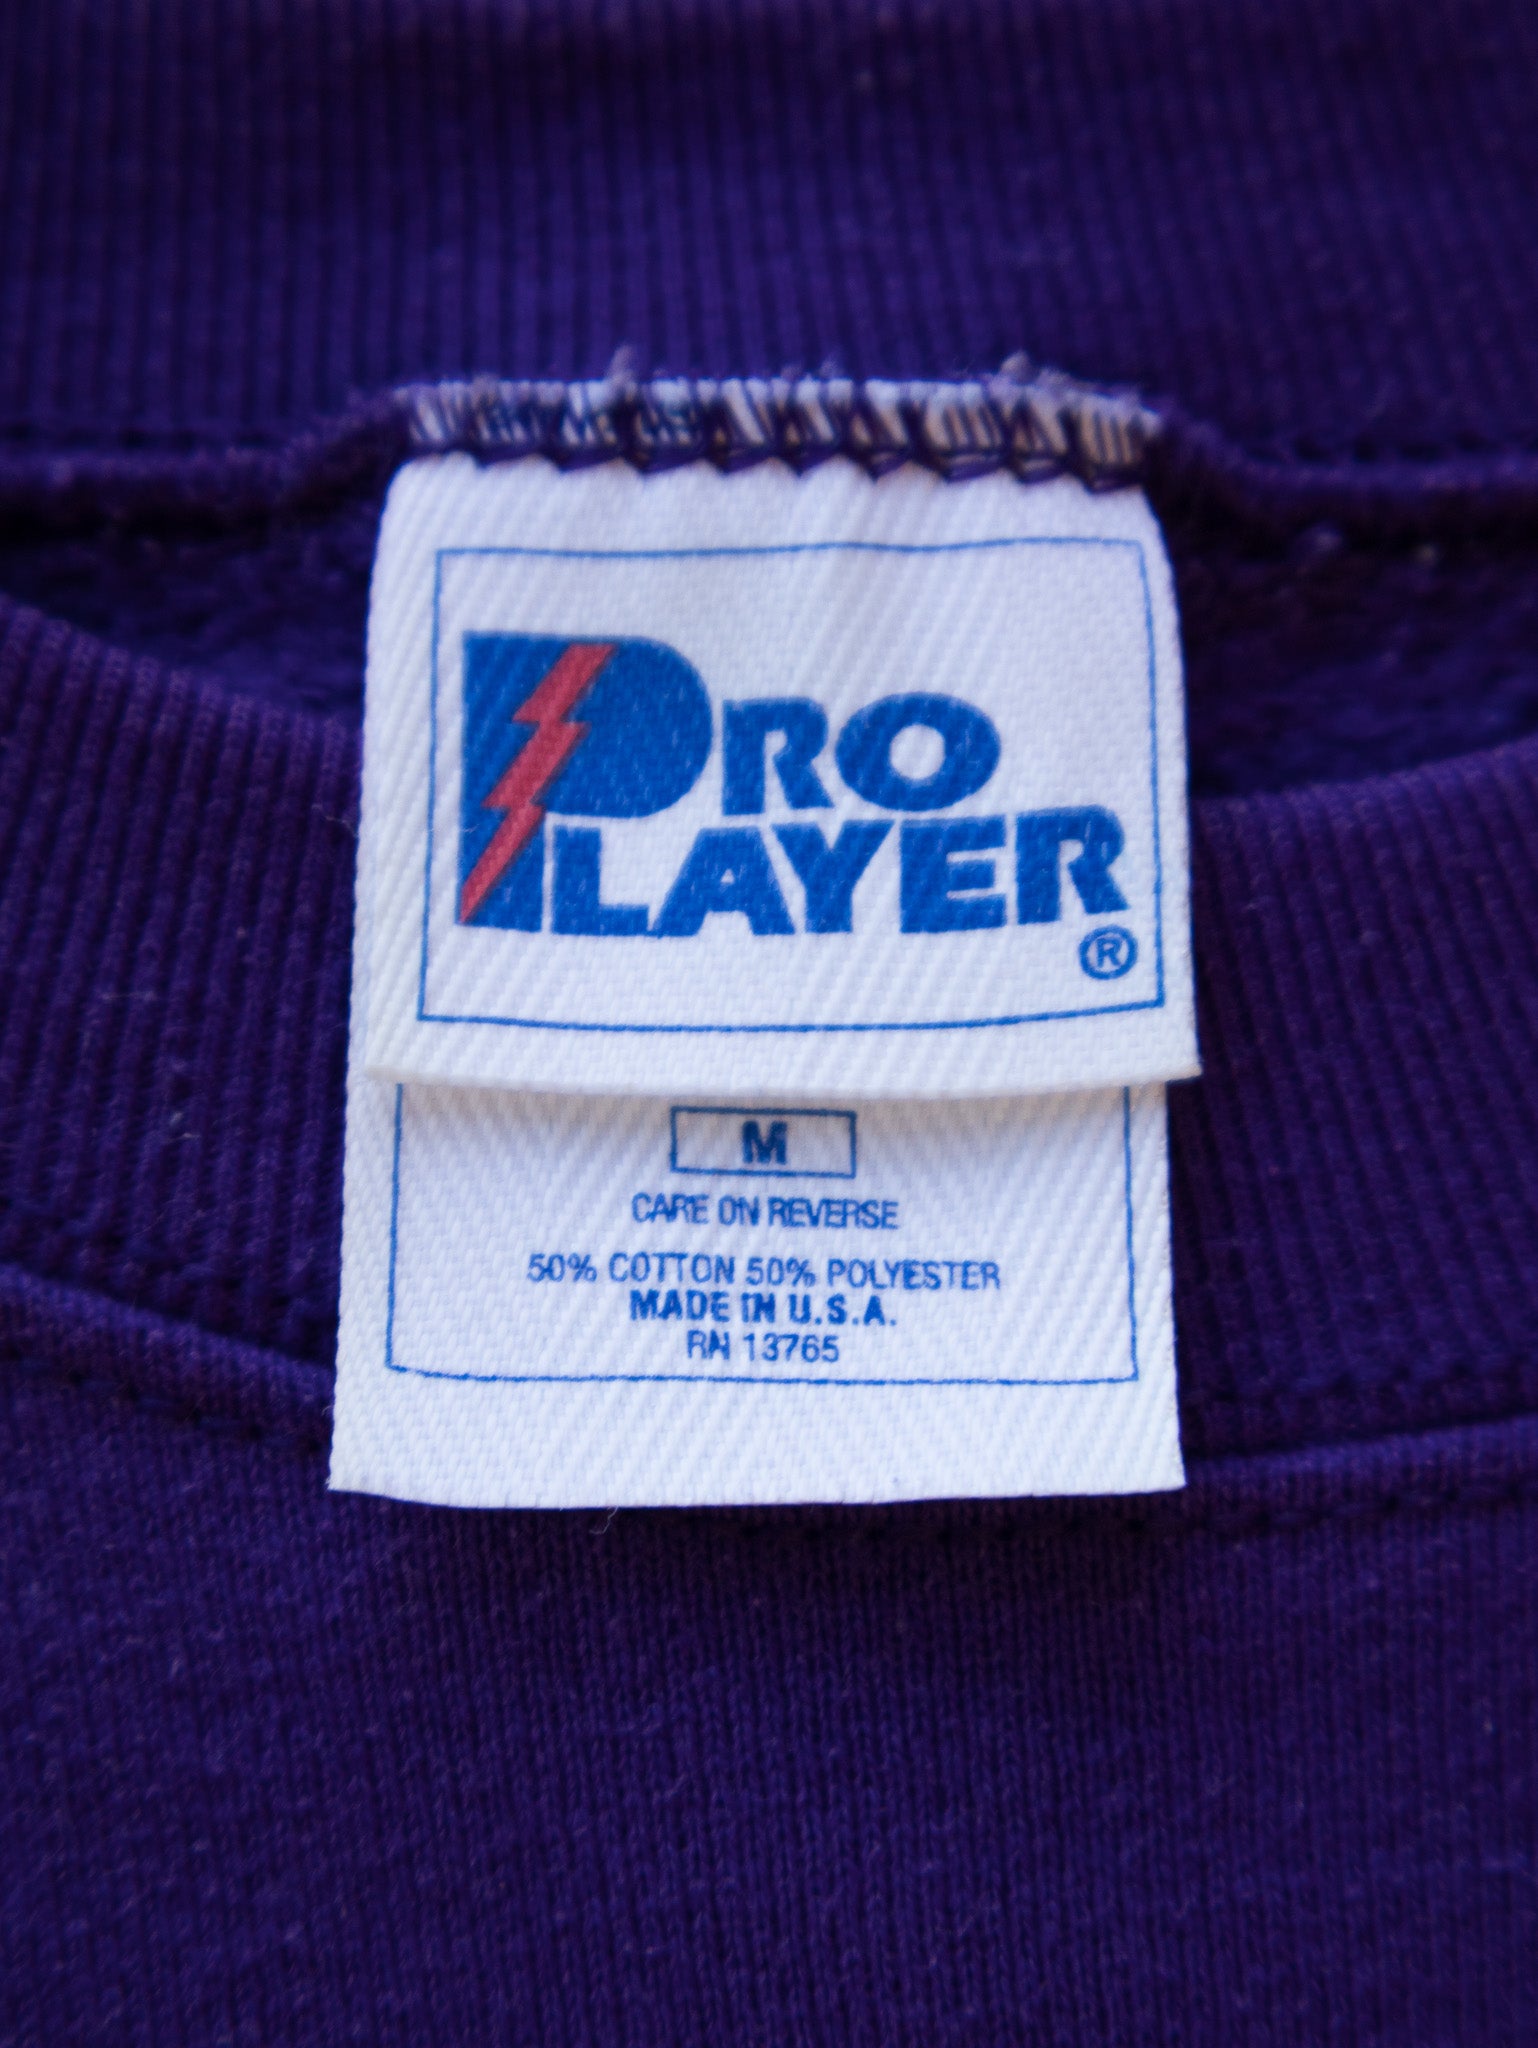 PRO
PLAYER
®
M
CARE ON REVERSE
50% COTTON 50% POLYESTER
MADE IN U.S.A.
RN 13765